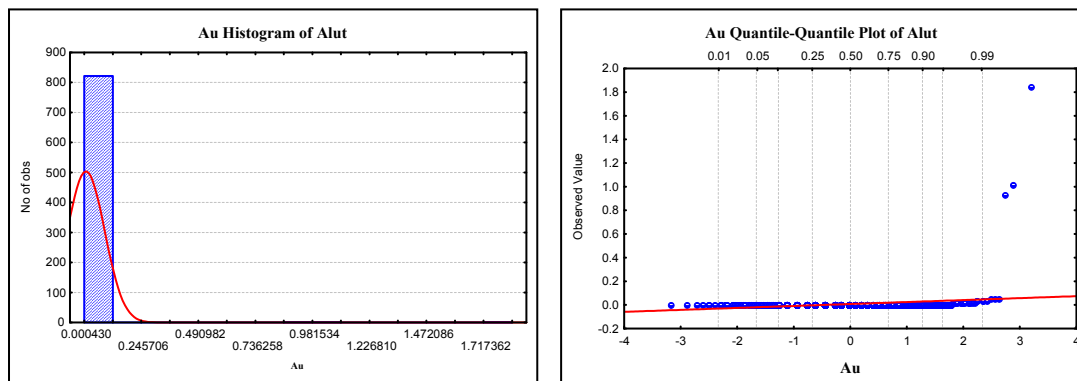 Au Histogram of Alut
900
800
700
600
500
400
300
200
100
0
No of obs
0.000430 0.490982 0.981534 1.472086
0.245706 0.736258 1.226810 1.717362
Au
Au Quantile-Quantile Plot of Alut
0.01 0.05 0.25 0.50 0.75 0.90 0.99
2.0
1.8
1.6
1.4
1.2
1.0
0.8
0.6
0.4
0.2
0.0
-0.2
Observed Value
-4 -3 -2 -1 0 1 2 3 4
Au